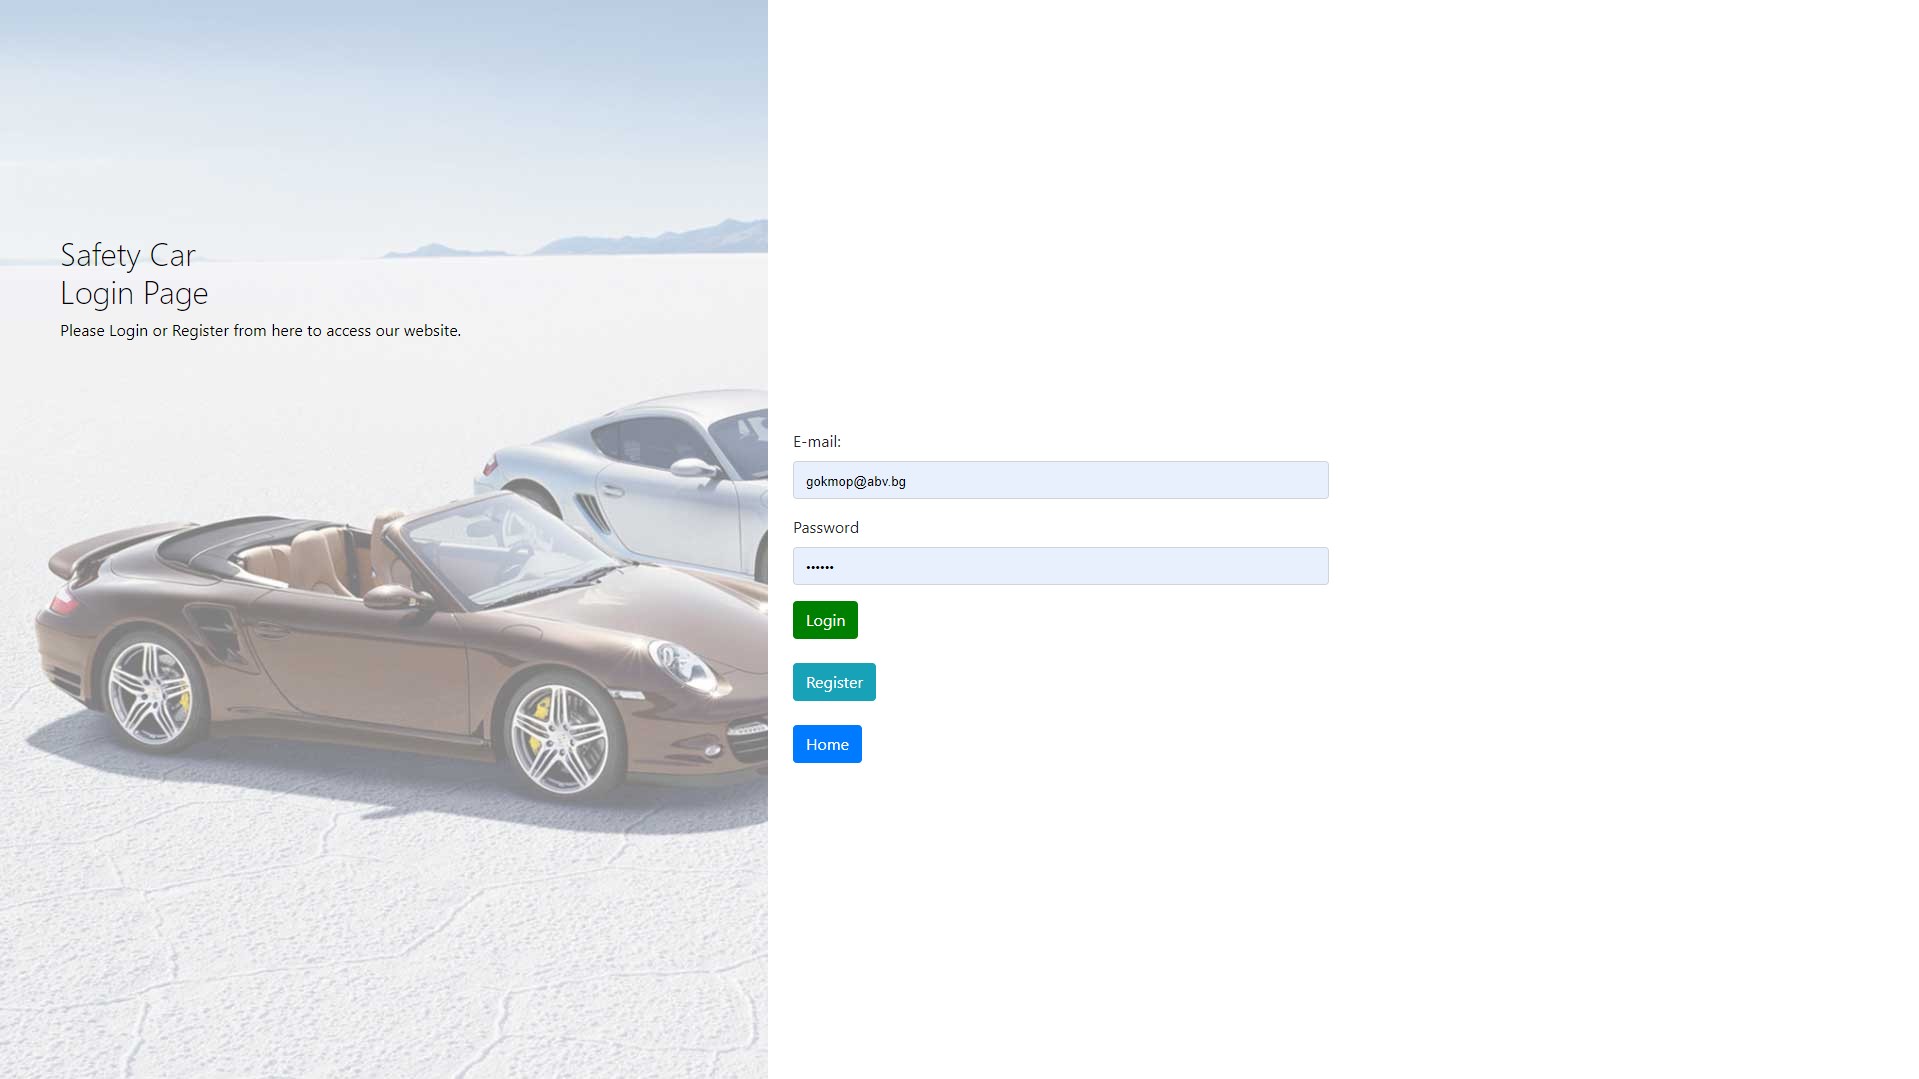 Safety Car
Login Page
Please Login or Register from here to access our website.
E-mail:
gokmop@abv.bg
Password
••••••
Login
Register
Home